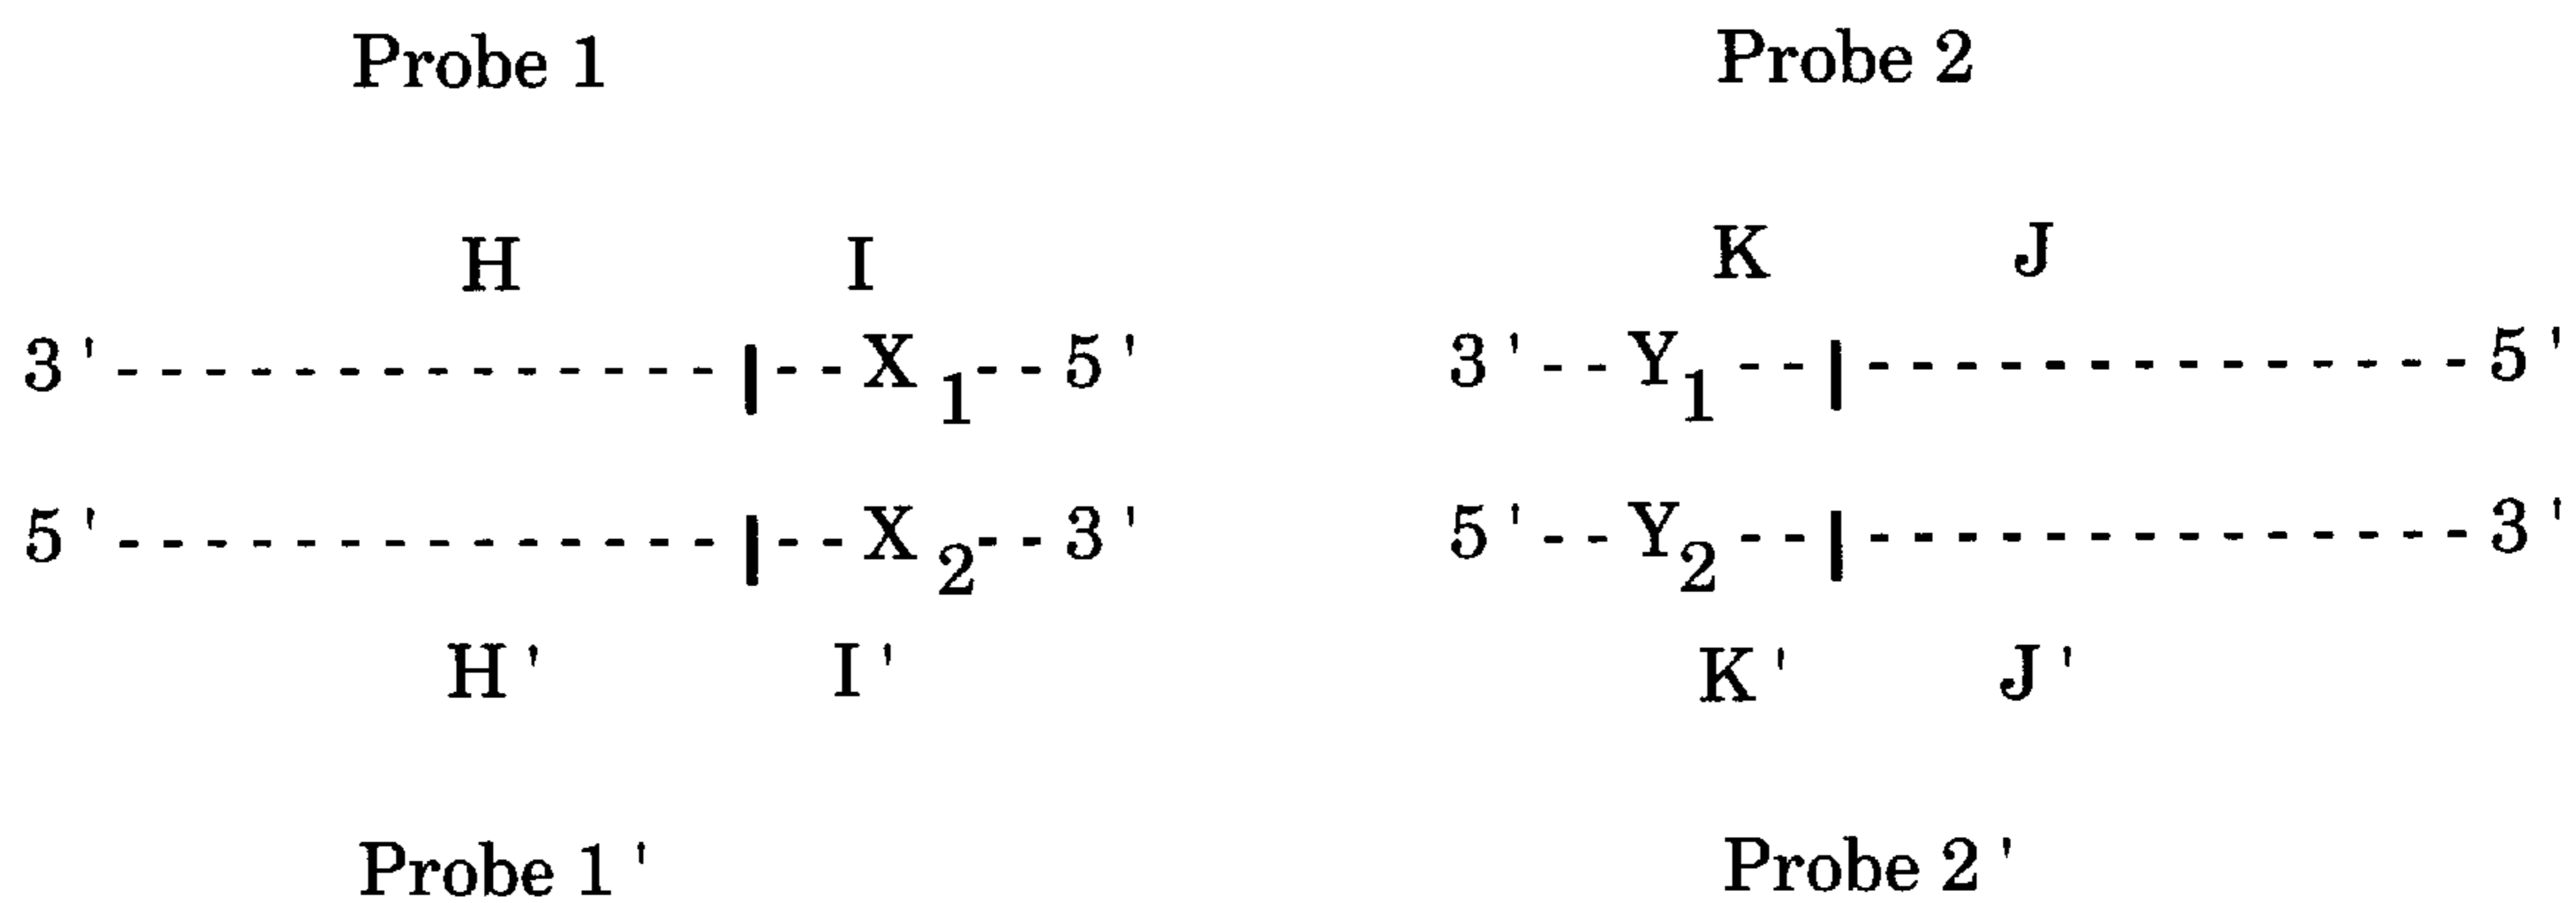 Probe 1 Probe 2
H I K J
3'--------------|--X1--5' 3'--Y1--|--------------5'
5'--------------|--X2--3' 5'--Y2--|--------------3'
H' I' K' J'
Probe 1' Probe 2'